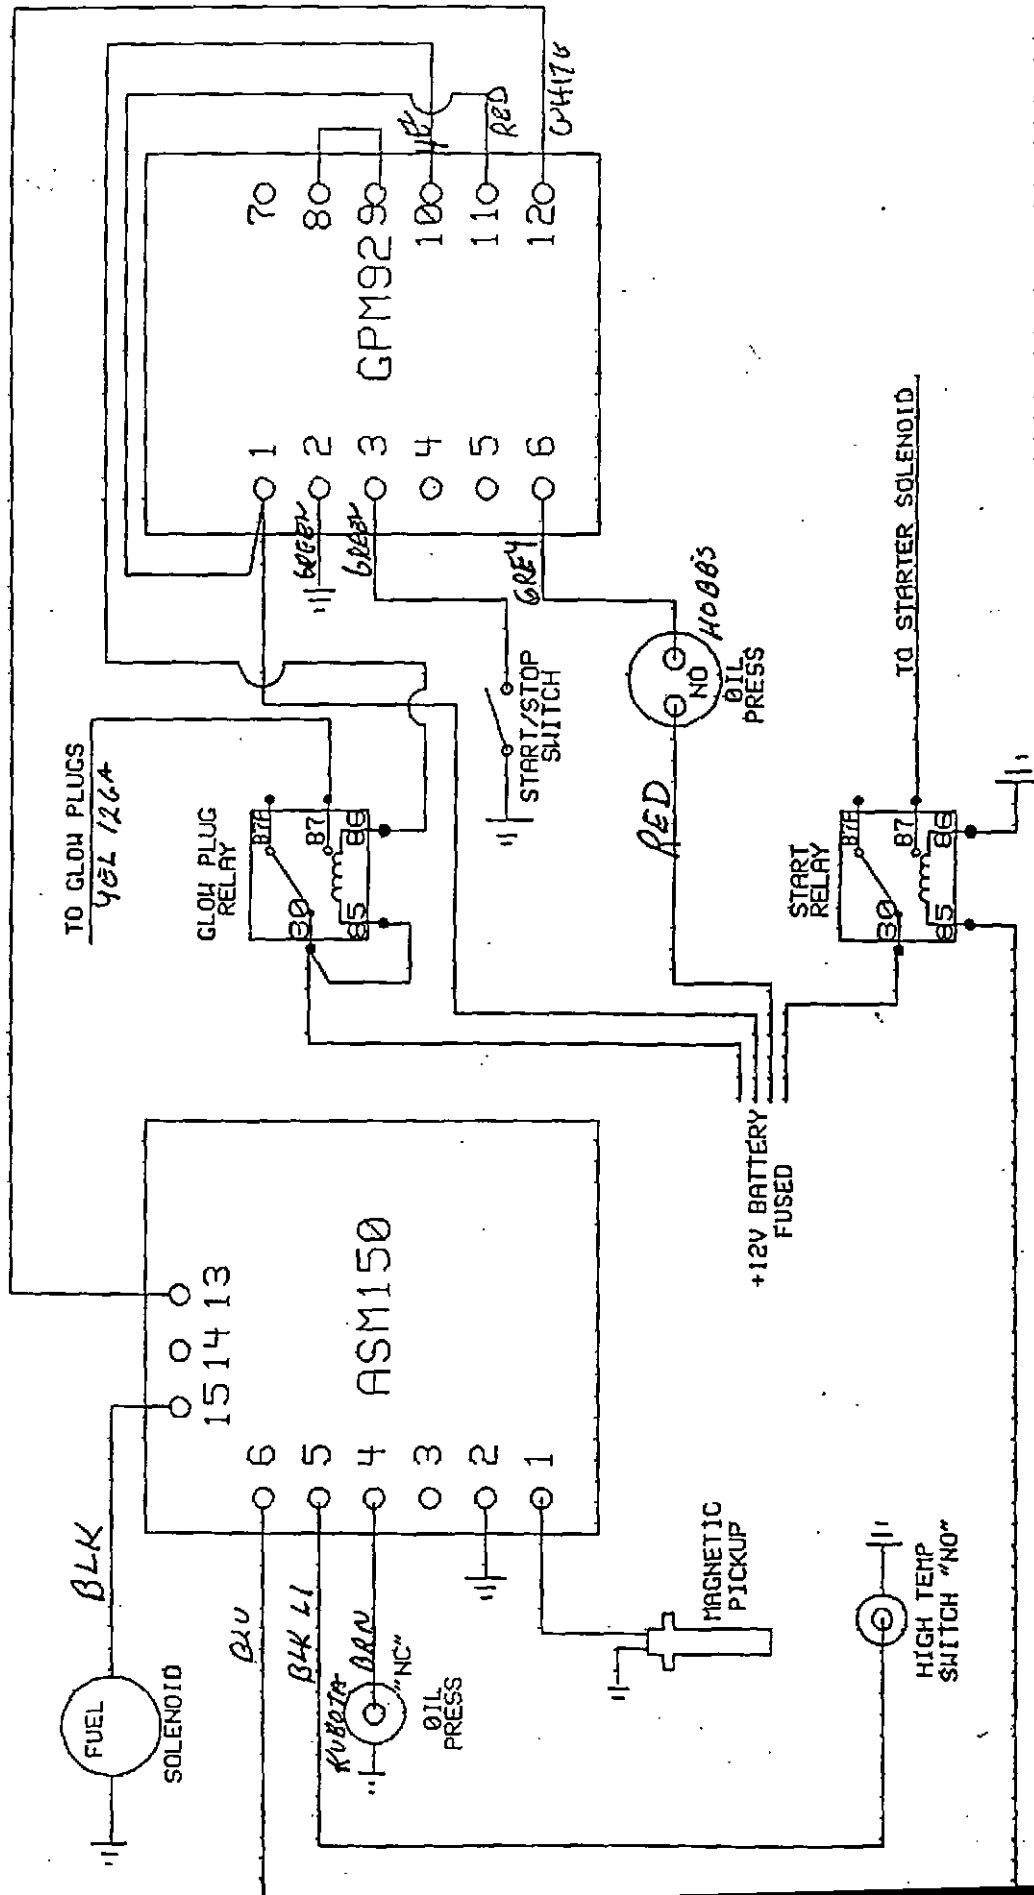 FUEL
SOLENOID
BLK
BLU
BLK LI
KUBOTA
BRN
"NC"
OIL
PRESS
15 14 13
6
5
4
3
2
1
ASM150
MAGNETIC
PICKUP
HIGH TEMP
SWITCH "NO"
+12V BATTERY
FUSED
TO GLOW PLUGS
YEL 12GA
GLOW PLUG
RELAY
30
85
86
87
87A
START/STOP
SWITCH
RED
NO
OIL
PRESS
HOBBS
START
RELAY
30
85
86
87
87A
TO STARTER SOLENOID
GREEN
GREEN
GREY
1
2
3
4
5
6
GPM92
7
8
9
10
11
12
YEL
RED
WHITE